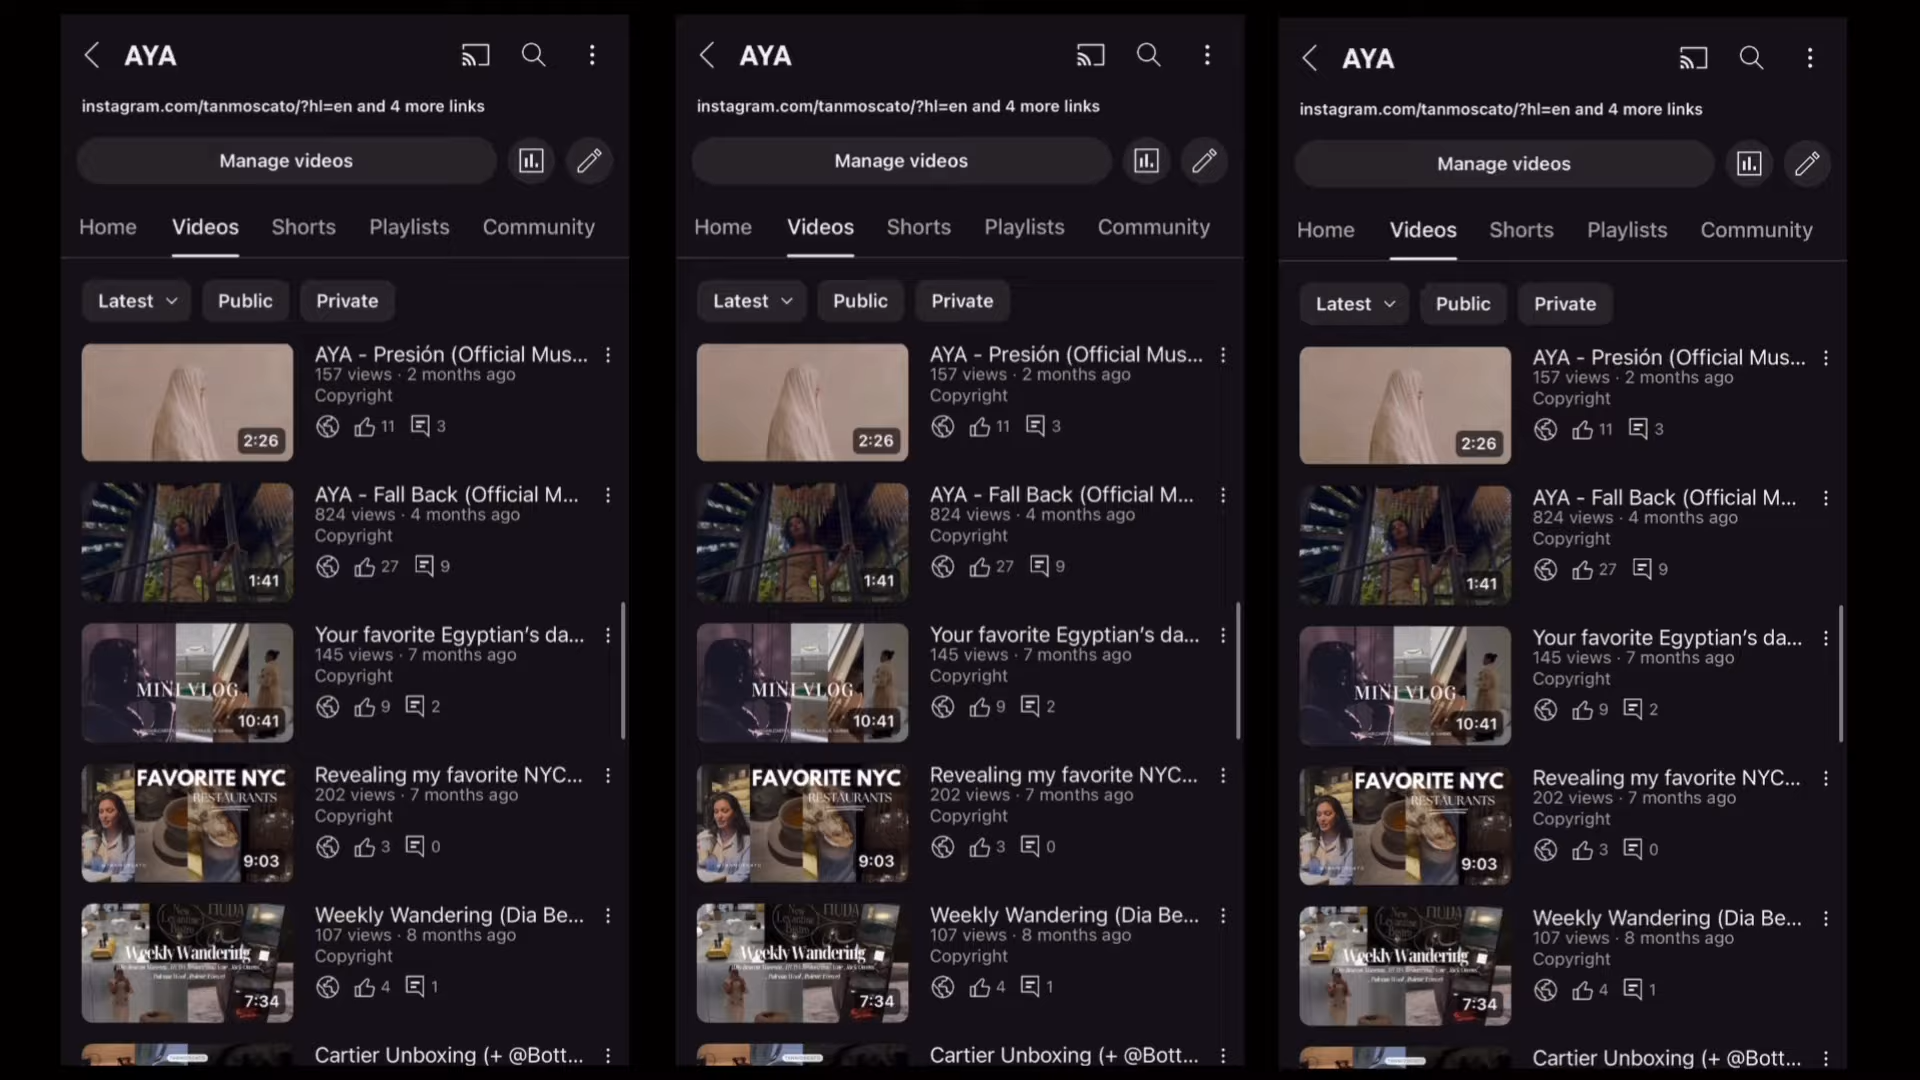 AYA
instagram.com/tanmoscato/?hl=en and 4 more links
Manage videos
Home Videos Shorts Playlists Community
Latest Public Private
AYA - Presión (Official Mus...
157 views · 2 months ago
Copyright
11 3
2:26
AYA - Fall Back (Official M...
824 views · 4 months ago
Copyright
27 9
1:41
Your favorite Egyptian's da...
145 views · 7 months ago
Copyright
9 2
MINI VLOG
10:41
FAVORITE NYC
RESTAURANTS
9:03
Revealing my favorite NYC...
202 views · 7 months ago
Copyright
3 0
Weekly Wandering
7:34
Weekly Wandering (Dia Be...
107 views · 8 months ago
Copyright
4 1
Cartier Unboxing (+ @Bott...
AYA
instagram.com/tanmoscato/?hl=en and 4 more links
Manage videos
Home Videos Shorts Playlists Community
Latest Public Private
AYA - Presión (Official Mus...
157 views · 2 months ago
Copyright
11 3
2:26
AYA - Fall Back (Official M...
824 views · 4 months ago
Copyright
27 9
1:41
Your favorite Egyptian's da...
145 views · 7 months ago
Copyright
9 2
MINI VLOG
10:41
FAVORITE NYC
RESTAURANTS
9:03
Revealing my favorite NYC...
202 views · 7 months ago
Copyright
3 0
Weekly Wandering
7:34
Weekly Wandering (Dia Be...
107 views · 8 months ago
Copyright
4 1
Cartier Unboxing (+ @Bott...
AYA
instagram.com/tanmoscato/?hl=en and 4 more links
Manage videos
Home Videos Shorts Playlists Community
Latest Public Private
AYA - Presión (Official Mus...
157 views · 2 months ago
Copyright
11 3
2:26
AYA - Fall Back (Official M...
824 views · 4 months ago
Copyright
27 9
1:41
Your favorite Egyptian's da...
145 views · 7 months ago
Copyright
9 2
MINI VLOG
10:41
FAVORITE NYC
RESTAURANTS
9:03
Revealing my favorite NYC...
202 views · 7 months ago
Copyright
3 0
Weekly Wandering
7:34
Weekly Wandering (Dia Be...
107 views · 8 months ago
Copyright
4 1
Cartier Unboxing (+ @Bott...